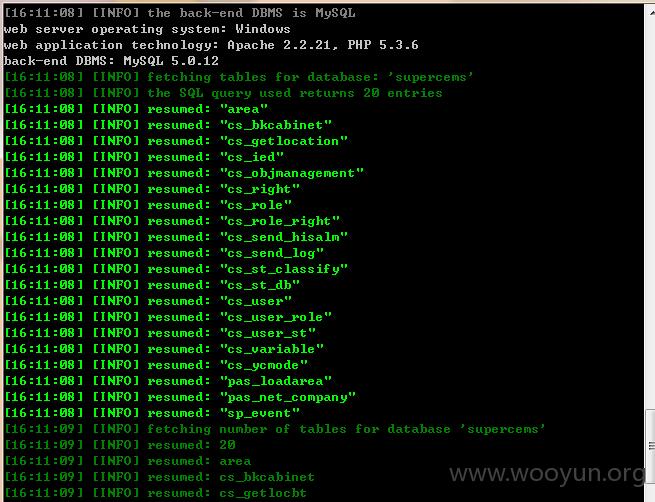 [16:11:08] [INFO] the back-end DBMS is MySQL
web server operating system: Windows
web application technology: Apache 2.2.21, PHP 5.3.6
back-end DBMS: MySQL 5.0.12
[16:11:08] [INFO] fetching tables for database: 'supercems'
[16:11:08] [INFO] the SQL query used returns 20 entries
[16:11:08] [INFO] resumed: "area"
[16:11:08] [INFO] resumed: "cs_bkcabinet"
[16:11:08] [INFO] resumed: "cs_getlocation"
[16:11:08] [INFO] resumed: "cs_ied"
[16:11:08] [INFO] resumed: "cs_objmanagement"
[16:11:08] [INFO] resumed: "cs_right"
[16:11:08] [INFO] resumed: "cs_role"
[16:11:08] [INFO] resumed: "cs_role_right"
[16:11:08] [INFO] resumed: "cs_send_hisalm"
[16:11:08] [INFO] resumed: "cs_send_log"
[16:11:08] [INFO] resumed: "cs_st_classify"
[16:11:08] [INFO] resumed: "cs_st_db"
[16:11:08] [INFO] resumed: "cs_user"
[16:11:08] [INFO] resumed: "cs_user_role"
[16:11:08] [INFO] resumed: "cs_user_st"
[16:11:08] [INFO] resumed: "cs_variable"
[16:11:08] [INFO] resumed: "cs_ycmode"
[16:11:08] [INFO] resumed: "pas_loadarea"
[16:11:08] [INFO] resumed: "pas_net_company"
[16:11:08] [INFO] resumed: "sp_event"
[16:11:09] [INFO] fetching number of tables for database 'supercems'
[16:11:09] [INFO] resumed: 20
[16:11:09] [INFO] resumed: area
[16:11:09] [INFO] resumed: cs_bkcabinet
[16:11:09] [INFO] resumed: cs_getlocbt
www.wooyun.org